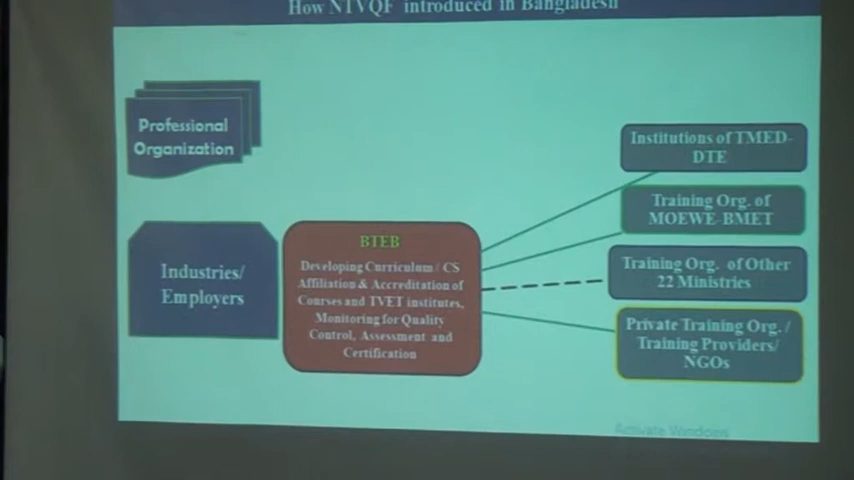 How NTVQF introduced in Bangladesh
Professional
Organization
Industries/
Employers
BTEB
Developing Curriculum / CS
Affiliation & Accreditation of
Courses and TVET institutes,
Monitoring for Quality
Control, Assessment and
Certification
Institutions of TMED-
DTE
Training Org. of
MOEWE-BMET
Training Org. of Other
22 Ministries
Private Training Org. /
Training Providers/
NGOs
Activate Windows